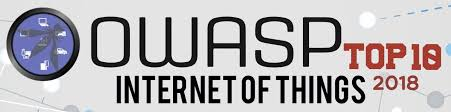 OWASP TOP 10
INTERNET OF THINGS 2018